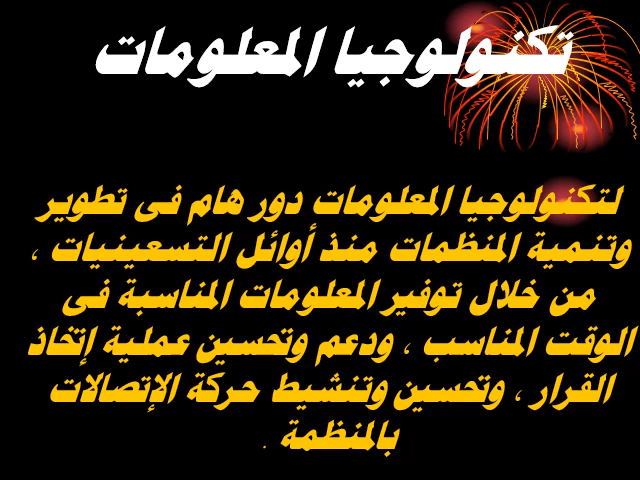 تكنولوجيا المعلومات
لتكنولوجيا المعلومات دور هام فى تطوير
وتنمية المنظمات منذ أوائل التسعينيات ،
من خلال توفير المعلومات المناسبة فى
الوقت المناسب ، ودعم وتحسين عملية إتخاذ
القرار ، وتحسين وتنشيط حركة الإتصالات
بالمنظمة .